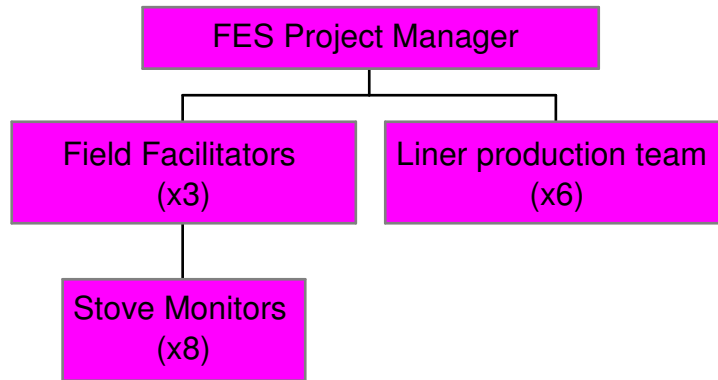 FES Project Manager
Field Facilitators
(x3)
Liner production team
(x6)
Stove Monitors
(x8)